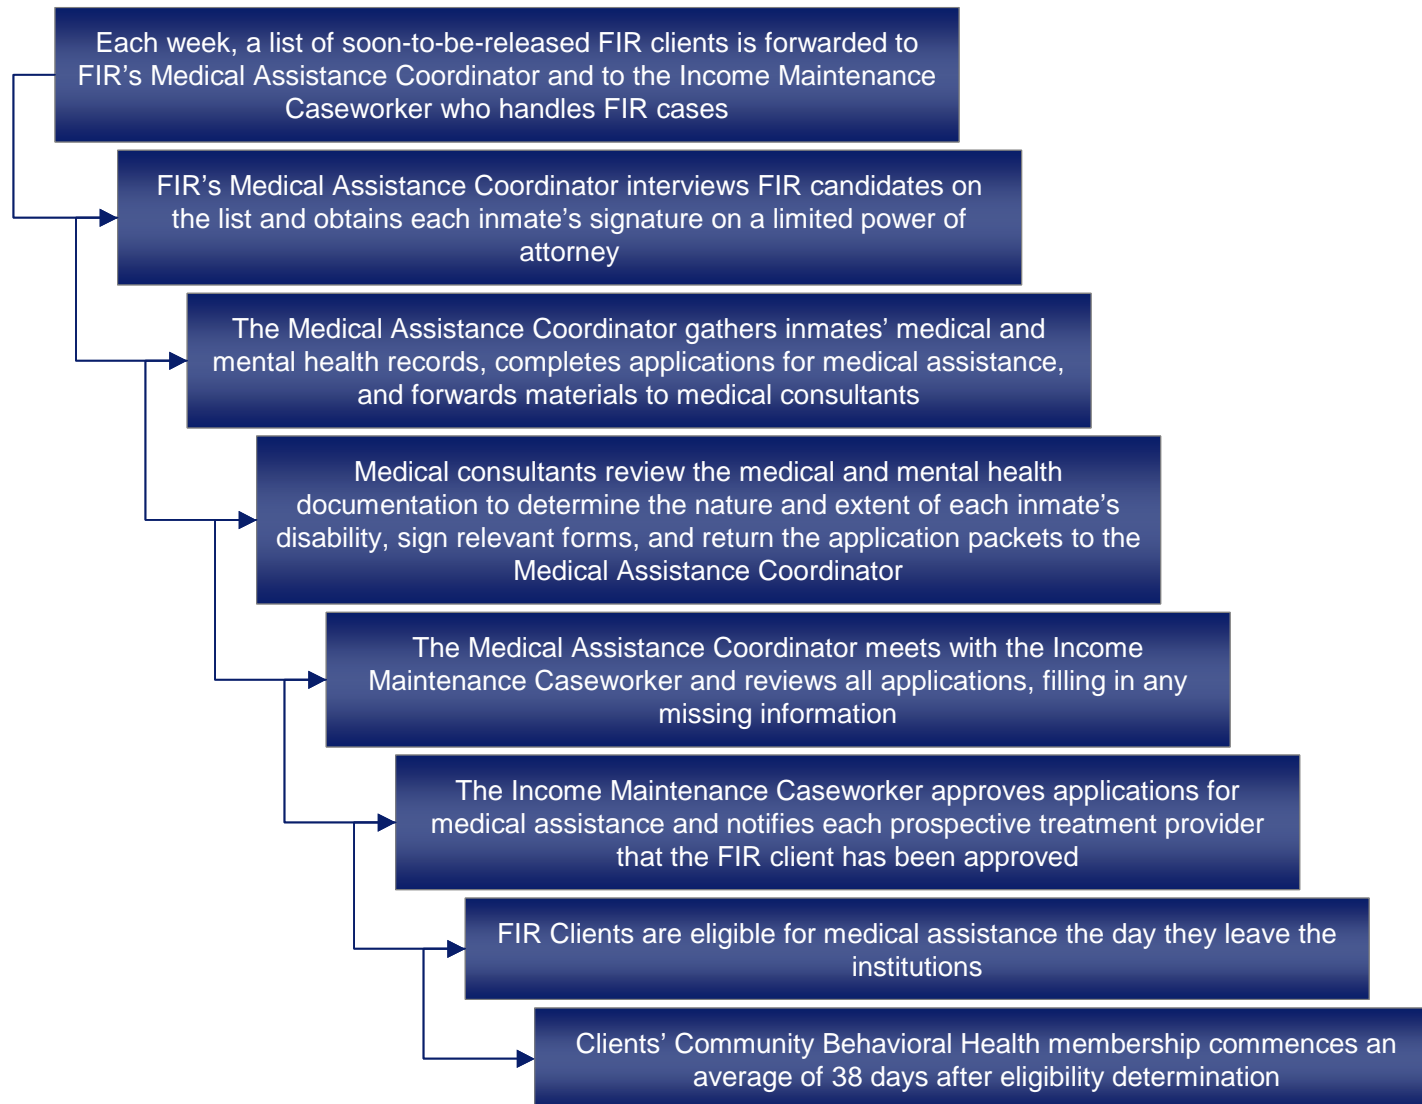 Each week, a list of soon-to-be-released FIR clients is forwarded to
FIR’s Medical Assistance Coordinator and to the Income Maintenance
Caseworker who handles FIR cases
FIR’s Medical Assistance Coordinator interviews FIR candidates on
the list and obtains each inmate’s signature on a limited power of
attorney
The Medical Assistance Coordinator gathers inmates’ medical and
mental health records, completes applications for medical assistance,
and forwards materials to medical consultants
Medical consultants review the medical and mental health
documentation to determine the nature and extent of each inmate’s
disability, sign relevant forms, and return the application packets to the
Medical Assistance Coordinator
The Medical Assistance Coordinator meets with the Income
Maintenance Caseworker and reviews all applications, filling in any
missing information
The Income Maintenance Caseworker approves applications for
medical assistance and notifies each prospective treatment provider
that the FIR client has been approved
FIR Clients are eligible for medical assistance the day they leave the
institutions
Clients’ Community Behavioral Health membership commences an
average of 38 days after eligibility determination